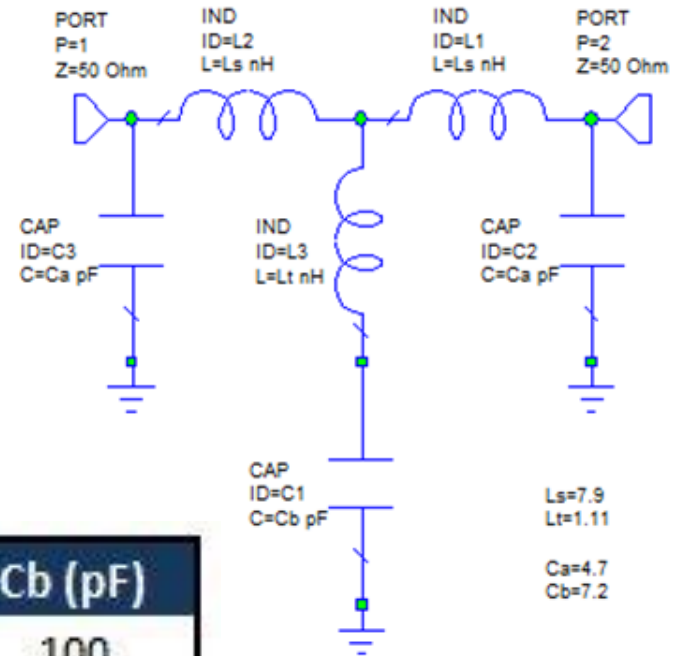 PORT
P=1
Z=50 Ohm
IND
ID=L2
L=Ls nH
IND
ID=L1
L=Ls nH
PORT
P=2
Z=50 Ohm
CAP
ID=C3
C=Ca pF
IND
ID=L3
L=Lt nH
CAP
ID=C2
C=Ca pF
CAP
ID=C1
C=Cb pF
Ls=7.9
Lt=1.11
Ca=4.7
Cb=7.2
Cb (pF)
100